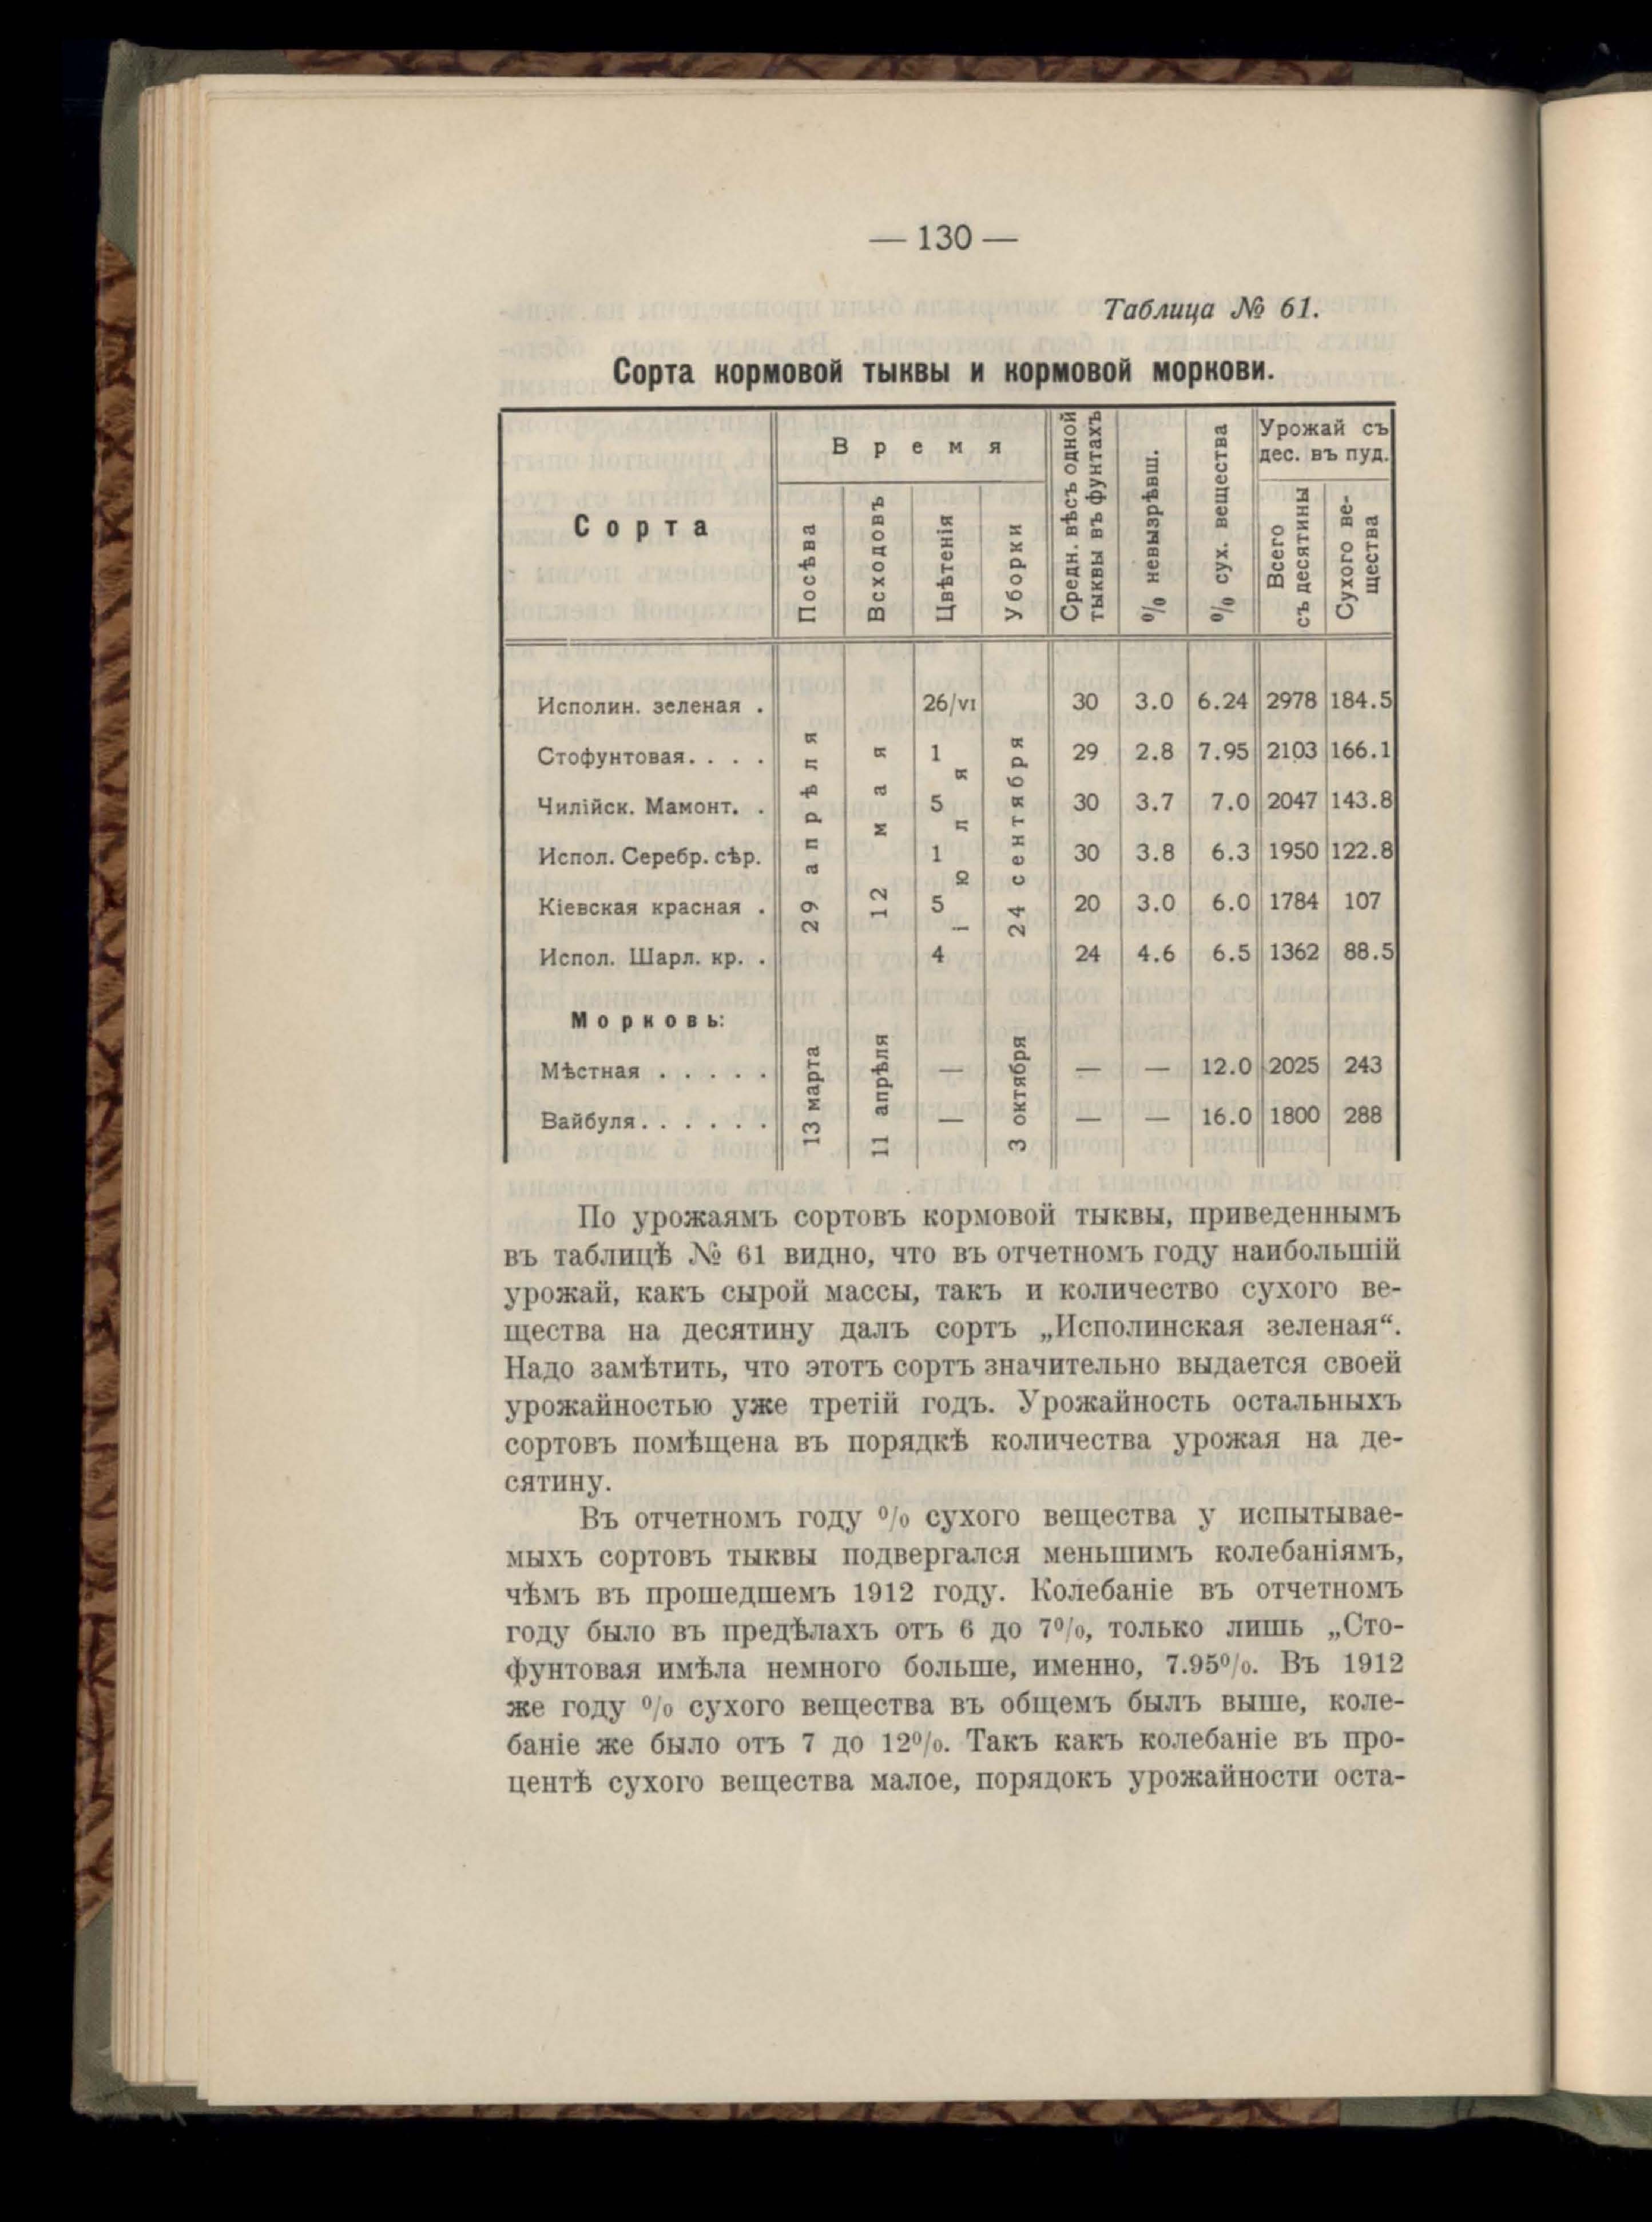 — 130 —
Таблица № 61.
Сорта кормовой тыквы и кормовой моркови.
Сорта
Время
Посѣва
Всходовъ
Цвѣтенія
Уборки
Средн. вѣсъ одной
тыквы въ фунтахъ
% невызрѣвш.
% сух. вещества
Урожай съ
дес. въ пуд.
Всего
съ десятины
Сухого ве-
щества
Исполин. зеленая . 26/VI 30 3.0 6.24 2978 184.5
Стофунтовая. . . . 1 29 2.8 7.95 2103 166.1
Чилійск. Мамонт. . 5 30 3.7 7.0 2047 143.8
Испол. Серебр. сѣр. 1 30 3.8 6.3 1950 122.8
Кіевская красная . 5 20 3.0 6.0 1784 107
Испол. Шарл. кр. . 4 24 4.6 6.5 1362 88.5
29 апрѣля
12 мая
іюля
24 сентября
Морковь:
Мѣстная . . . . . — — — 12.0 2025 243
Вайбуля. . . . . . — — — 16.0 1800 288
13 марта
11 апрѣля
3 октября
По урожаямъ сортовъ кормовой тыквы, приведеннымъ
въ таблицѣ № 61 видно, что въ отчетномъ году наибольшій
урожай, какъ сырой массы, такъ и количество сухого ве-
щества на десятину далъ сортъ „Исполинская зеленая“.
Надо замѣтить, что этотъ сортъ значительно выдается своей
урожайностью уже третій годъ. Урожайность остальныхъ
сортовъ помѣщена въ порядкѣ количества урожая на де-
сятину.
Въ отчетномъ году % сухого вещества у испытывае-
мыхъ сортовъ тыквы подвергался меньшимъ колебаніямъ,
чѣмъ въ прошедшемъ 1912 году. Колебаніе въ отчетномъ
году было въ предѣлахъ отъ 6 до 7%, только лишь „Сто-
фунтовая имѣла немного больше, именно, 7.95%. Въ 1912
же году % сухого вещества въ общемъ былъ выше, коле-
баніе же было отъ 7 до 12%. Такъ какъ колебаніе въ про-
центѣ сухого вещества малое, порядокъ урожайности оста-